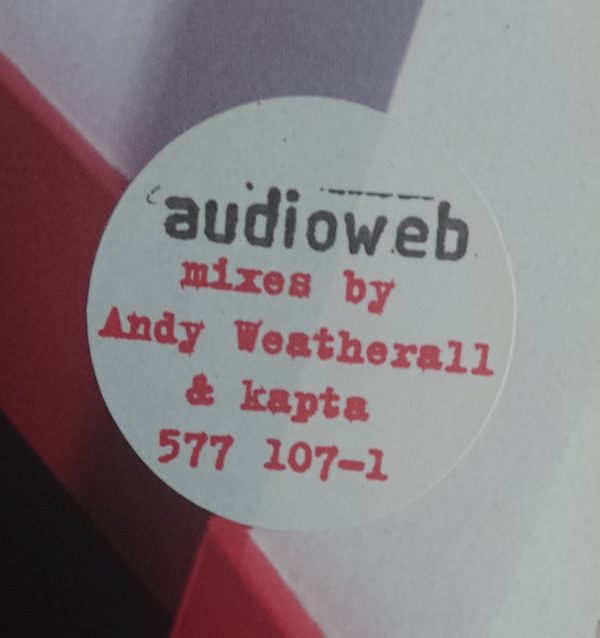 audioweb
mixes by
Andy Weatherall
& kapta
577 107-1